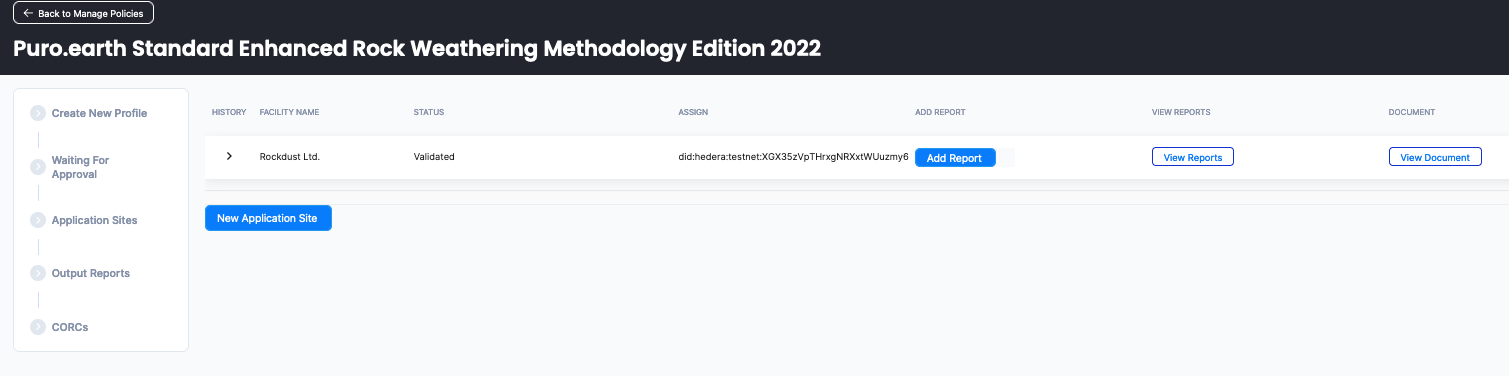 ← Back to Manage Policies
Puro.earth Standard Enhanced Rock Weathering Methodology Edition 2022
Create New Profile
Waiting For
Approval
Application Sites
Output Reports
CORCs
HISTORY FACILITY NAME STATUS ASSIGN ADD REPORT VIEW REPORTS DOCUMENT
Rockdust Ltd. Validated did:hedera:testnet:XGX35zVpTHrxgNRXxtWUuzmy6 Add Report View Reports View Document
New Application Site